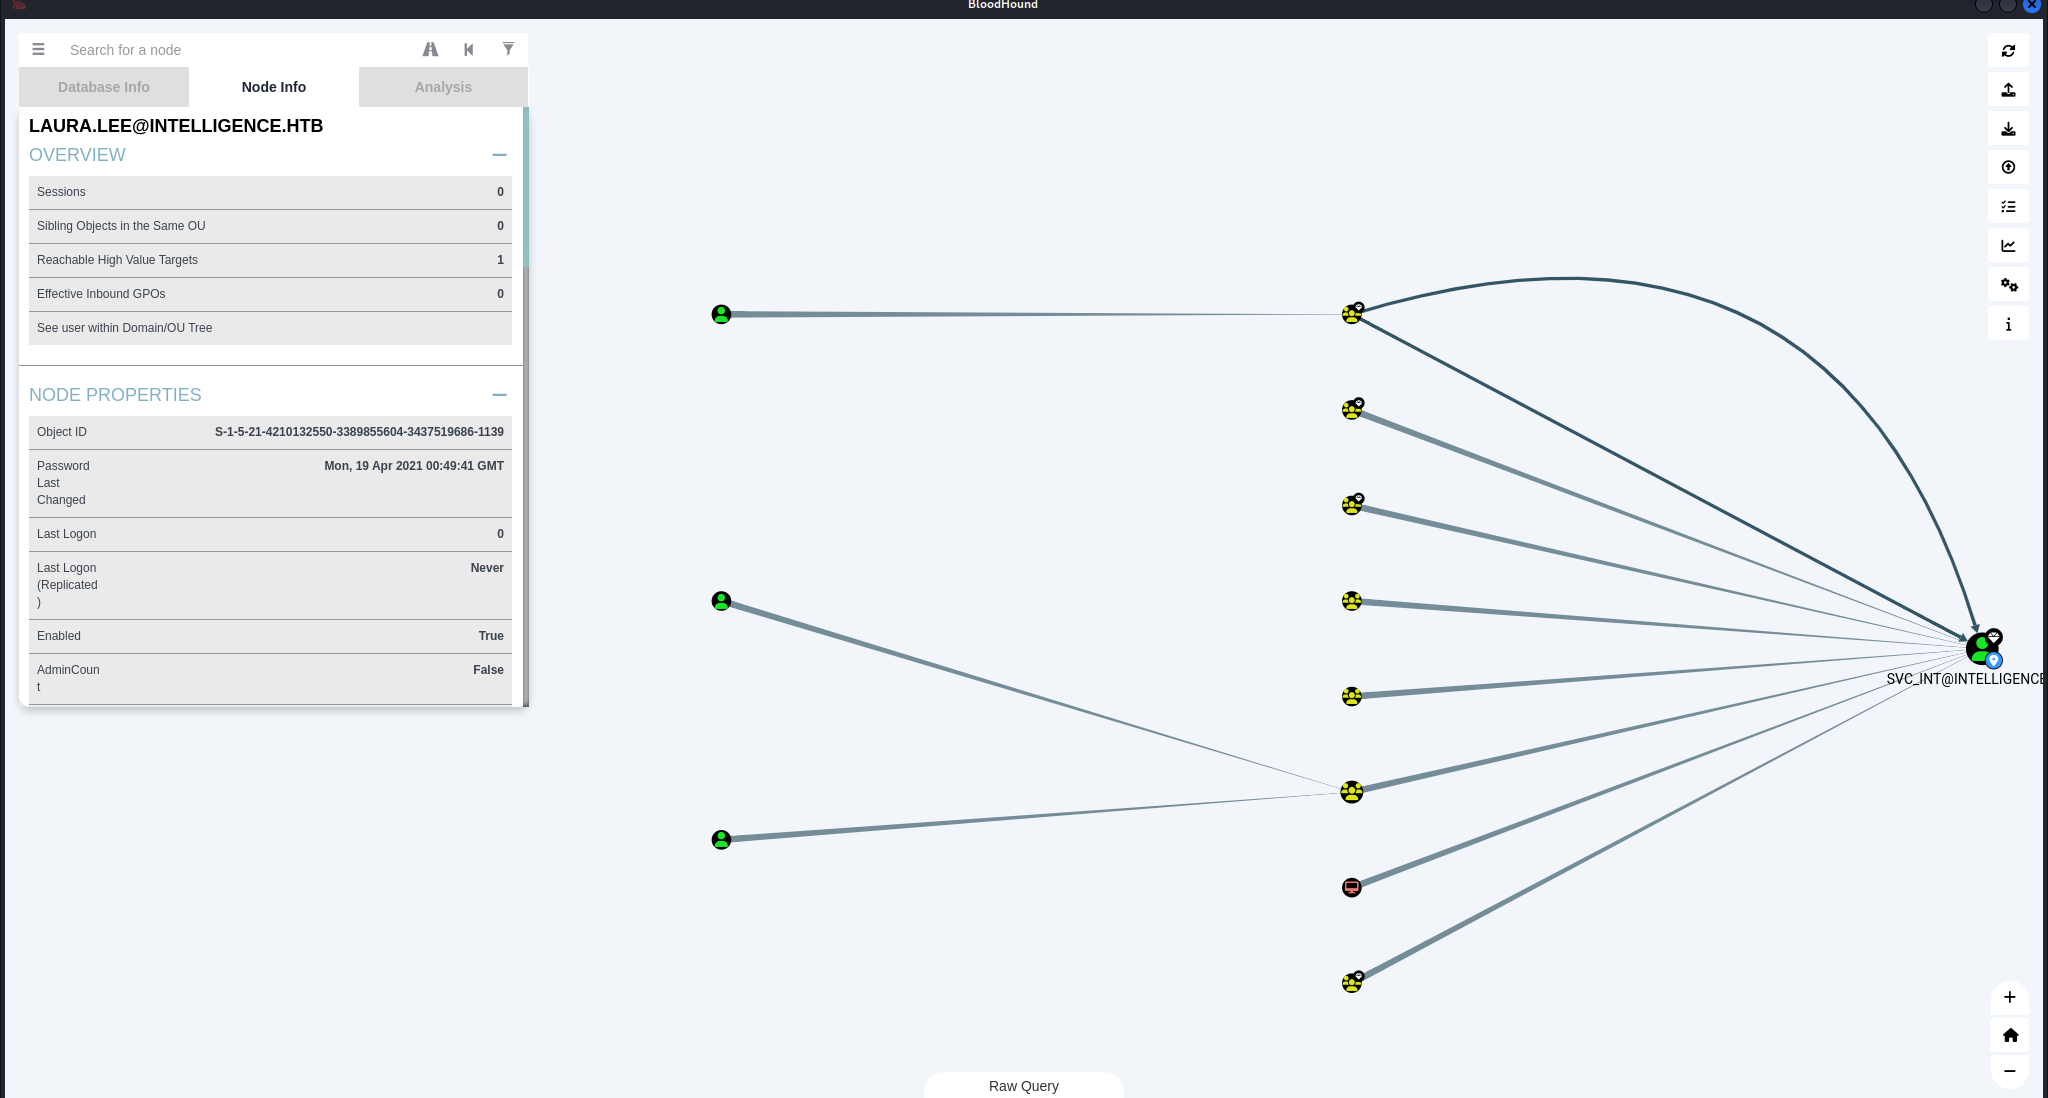 BloodHound
Search for a node
Database Info
Node Info
Analysis
LAURA.LEE@INTELLIGENCE.HTB
OVERVIEW
Sessions 0
Sibling Objects in the Same OU 0
Reachable High Value Targets 1
Effective Inbound GPOs 0
See user within Domain/OU Tree
NODE PROPERTIES
Object ID S-1-5-21-4210132550-3389855604-3437519686-1139
Password Mon, 19 Apr 2021 00:49:41 GMT
Last
Changed
Last Logon 0
Last Logon Never
(Replicated
)
Enabled True
AdminCoun False
t
SVC_INT@INTELLIGENCE
Raw Query